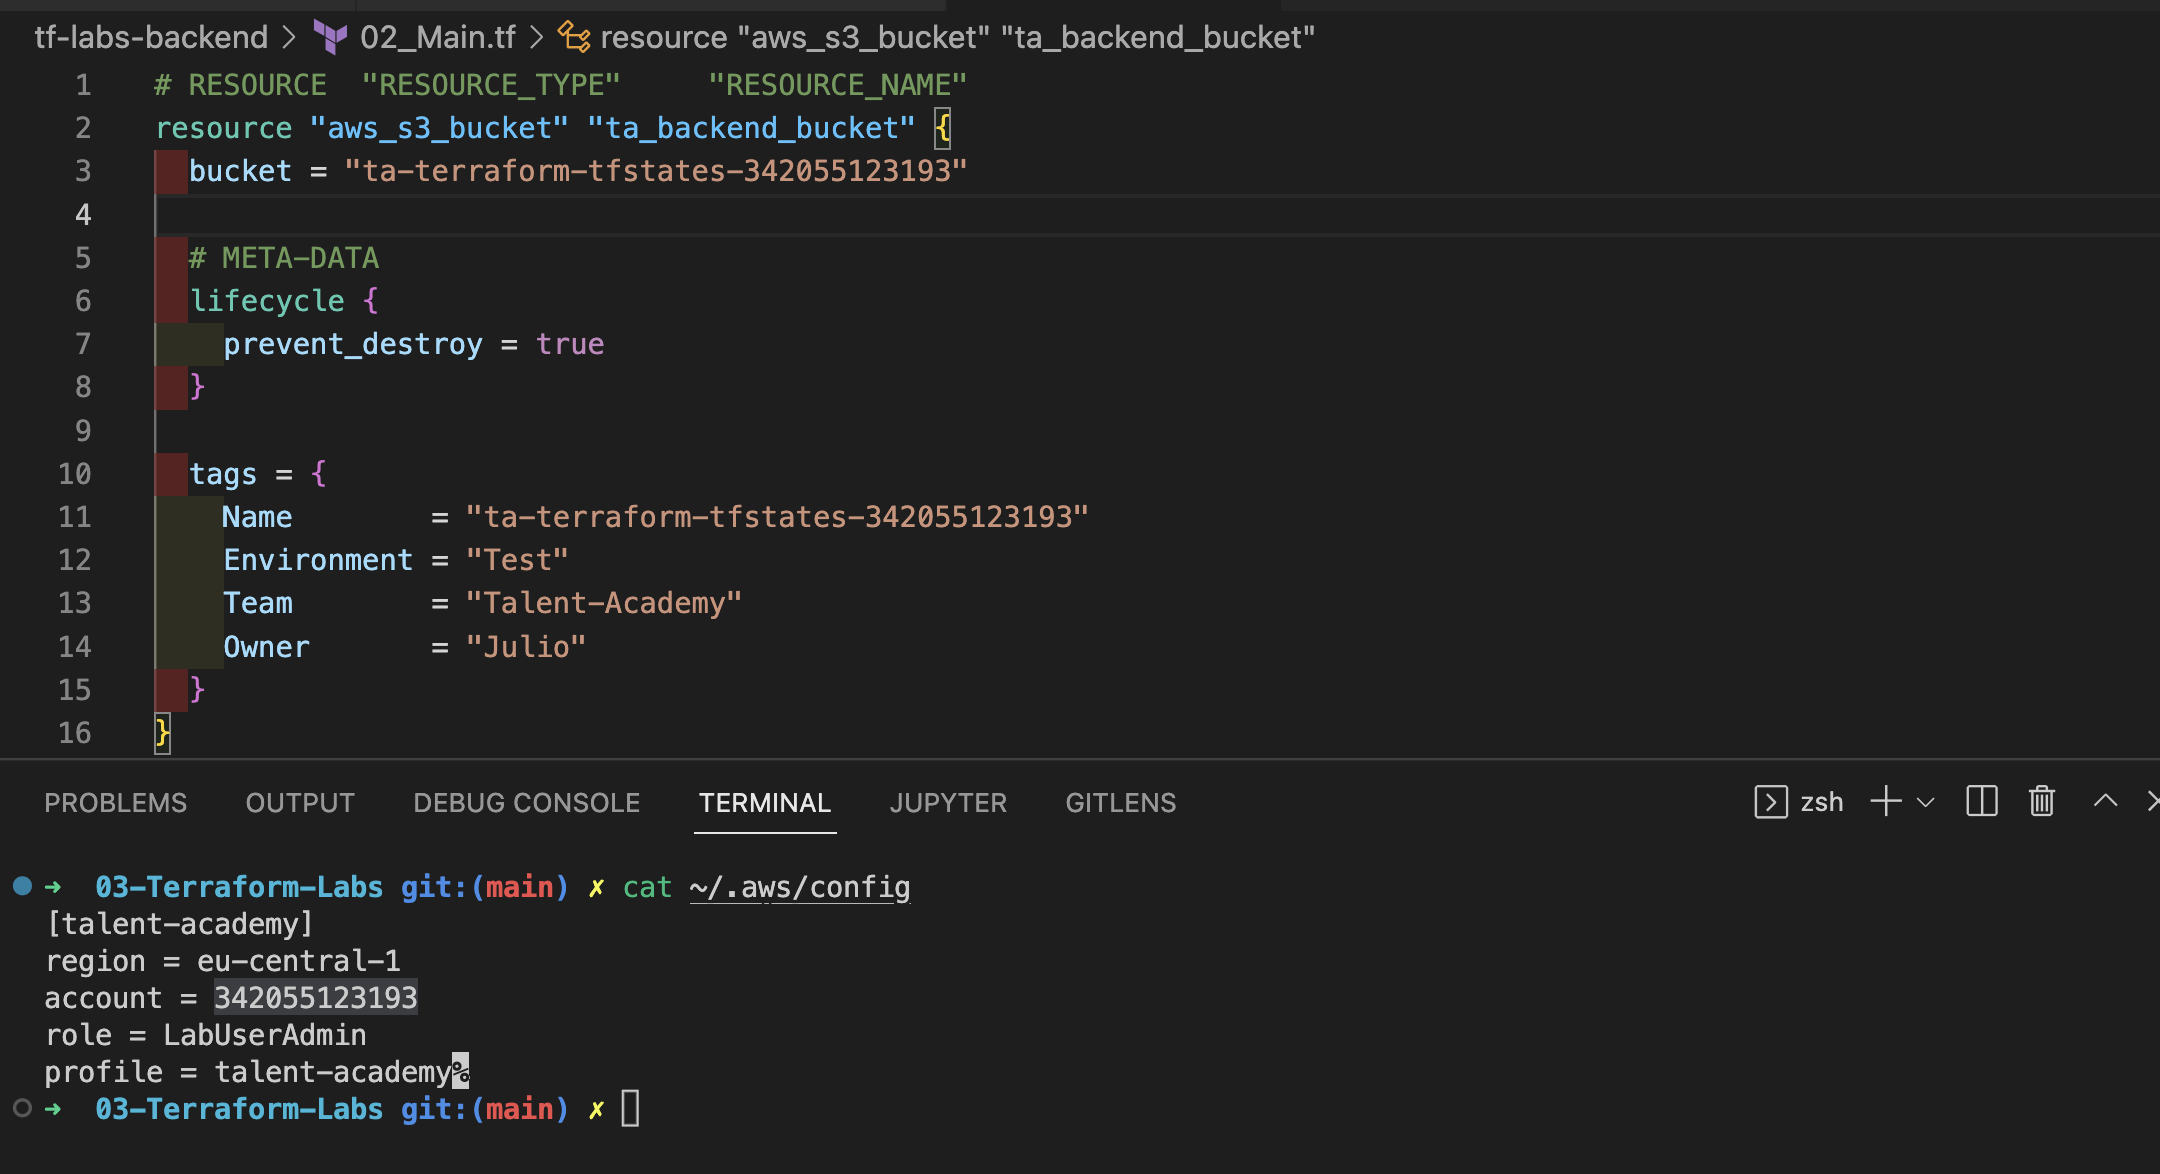 tf-labs-backend > 02_Main.tf > resource "aws_s3_bucket" "ta_backend_bucket"
1 # RESOURCE  "RESOURCE_TYPE"     "RESOURCE_NAME"
2 resource "aws_s3_bucket" "ta_backend_bucket" {
3   bucket = "ta-terraform-tfstates-342055123193"
4
5   # META-DATA
6   lifecycle {
7     prevent_destroy = true
8   }
9
10   tags = {
11     Name        = "ta-terraform-tfstates-342055123193"
12     Environment = "Test"
13     Team        = "Talent-Academy"
14     Owner       = "Julio"
15   }
16 }
PROBLEMS OUTPUT DEBUG CONSOLE TERMINAL JUPYTER GITLENS zsh
➜  03-Terraform-Labs git:(main) ✗ cat ~/.aws/config
[talent-academy]
region = eu-central-1
account = 342055123193
role = LabUserAdmin
profile = talent-academy%
➜  03-Terraform-Labs git:(main) ✗